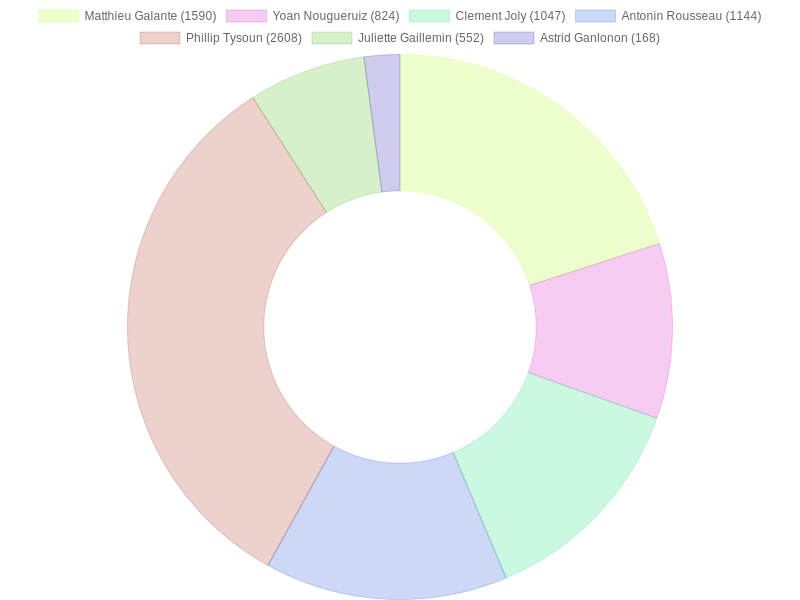 Matthieu Galante (1590) Yoan Nougueruiz (824) Clement Joly (1047) Antonin Rousseau (1144)
Phillip Tysoun (2608) Juliette Gaillemin (552) Astrid Ganlonon (168)